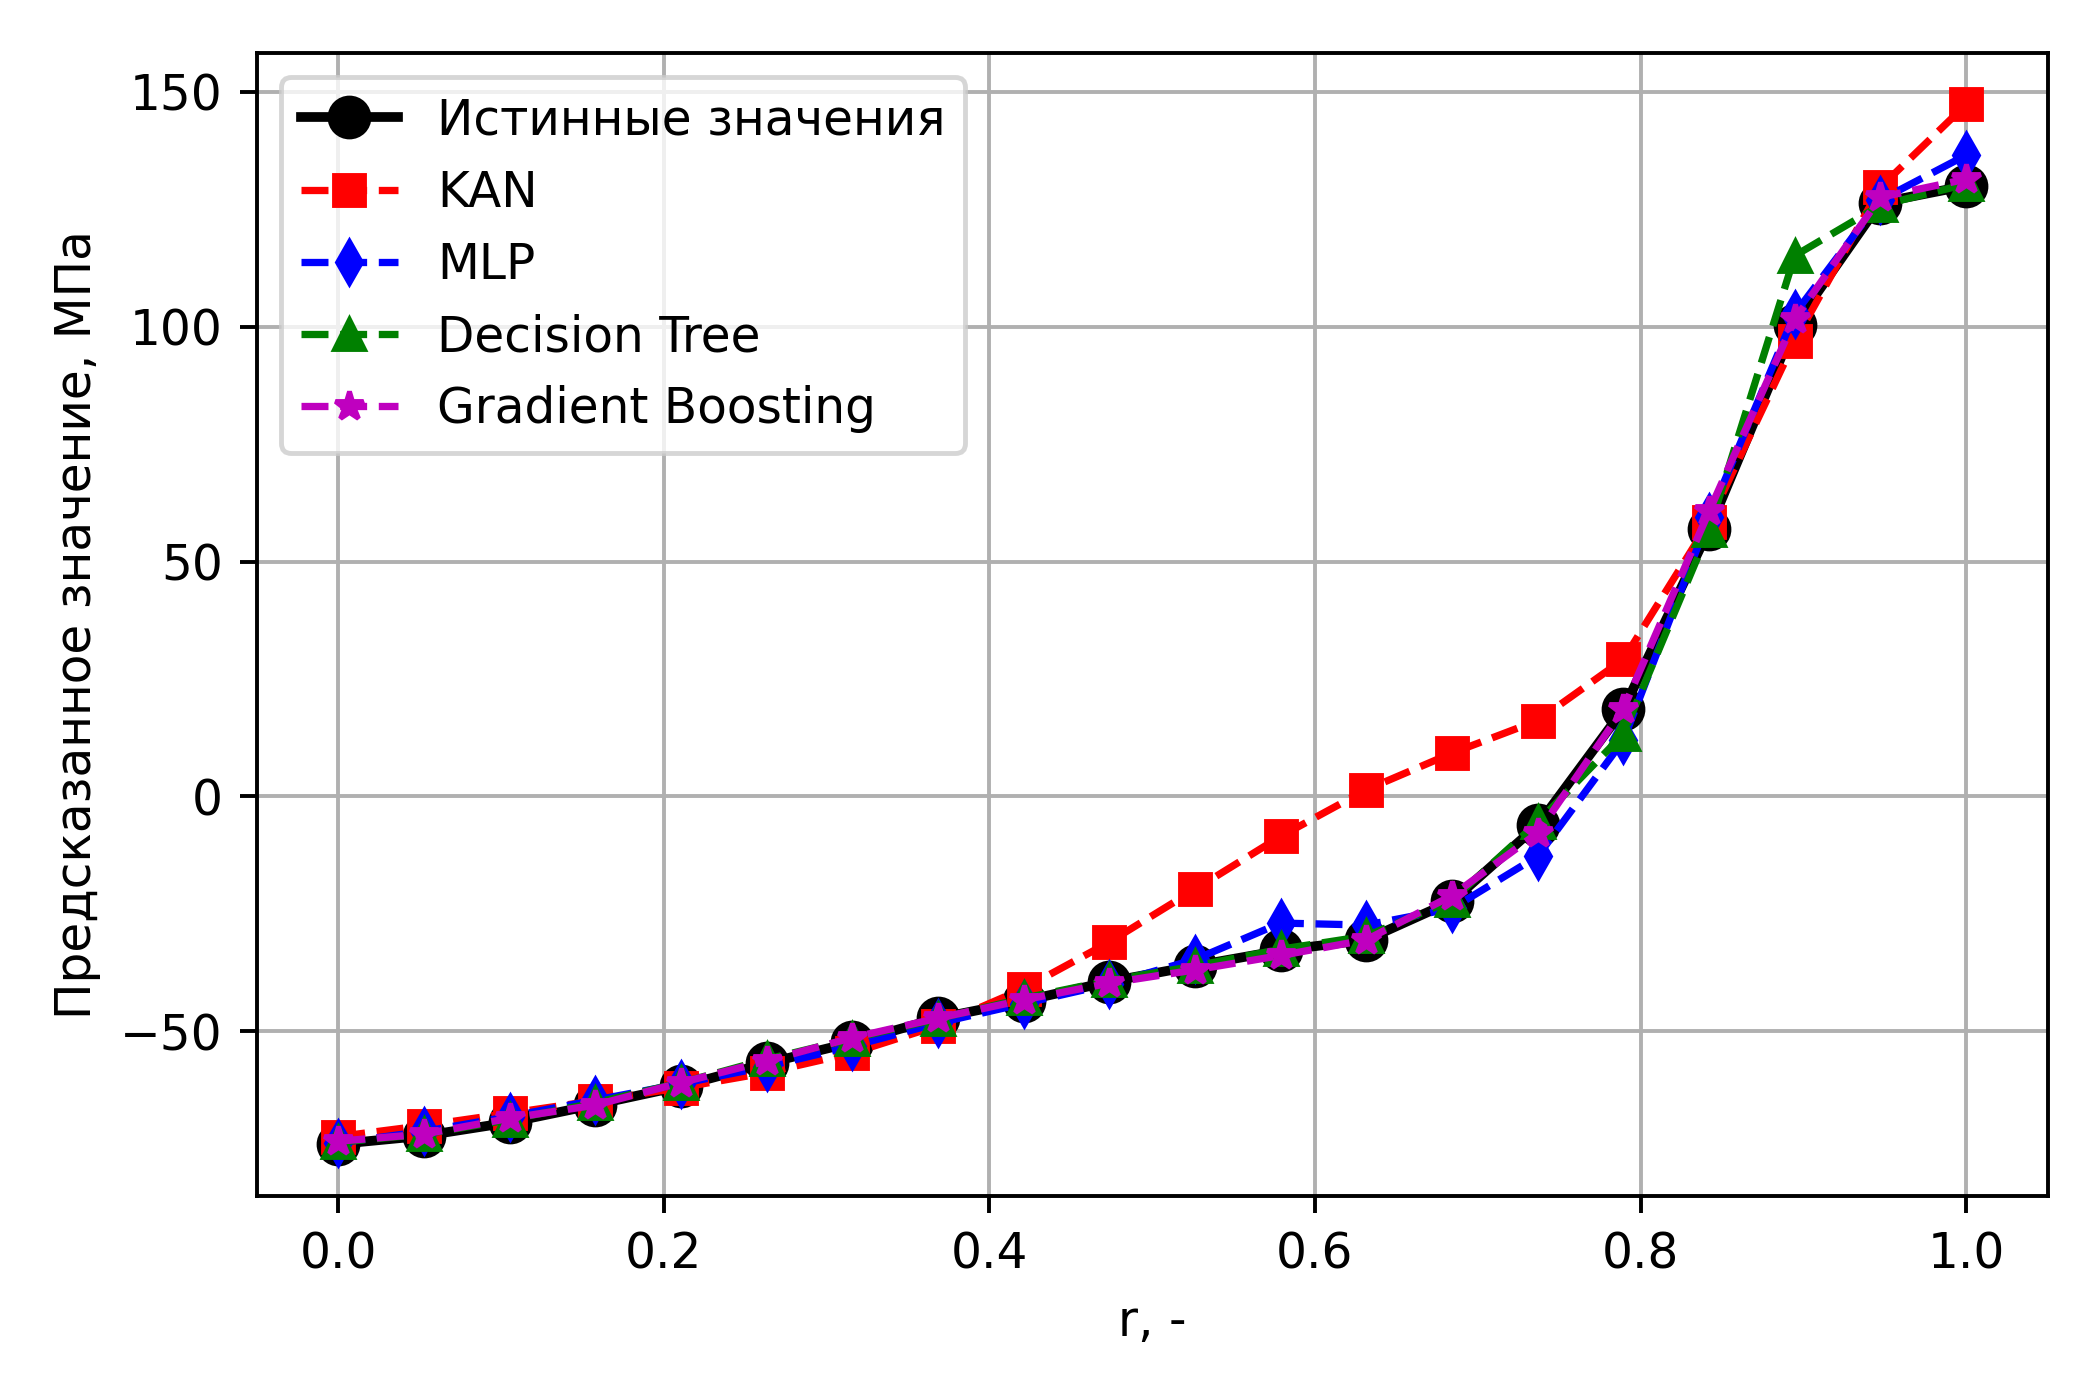 Предсказанное значение, МПа
150
100
50
0
−50
Истинные значения
KAN
MLP
Decision Tree
Gradient Boosting
0.0
0.2
0.4
0.6
0.8
1.0
r, -